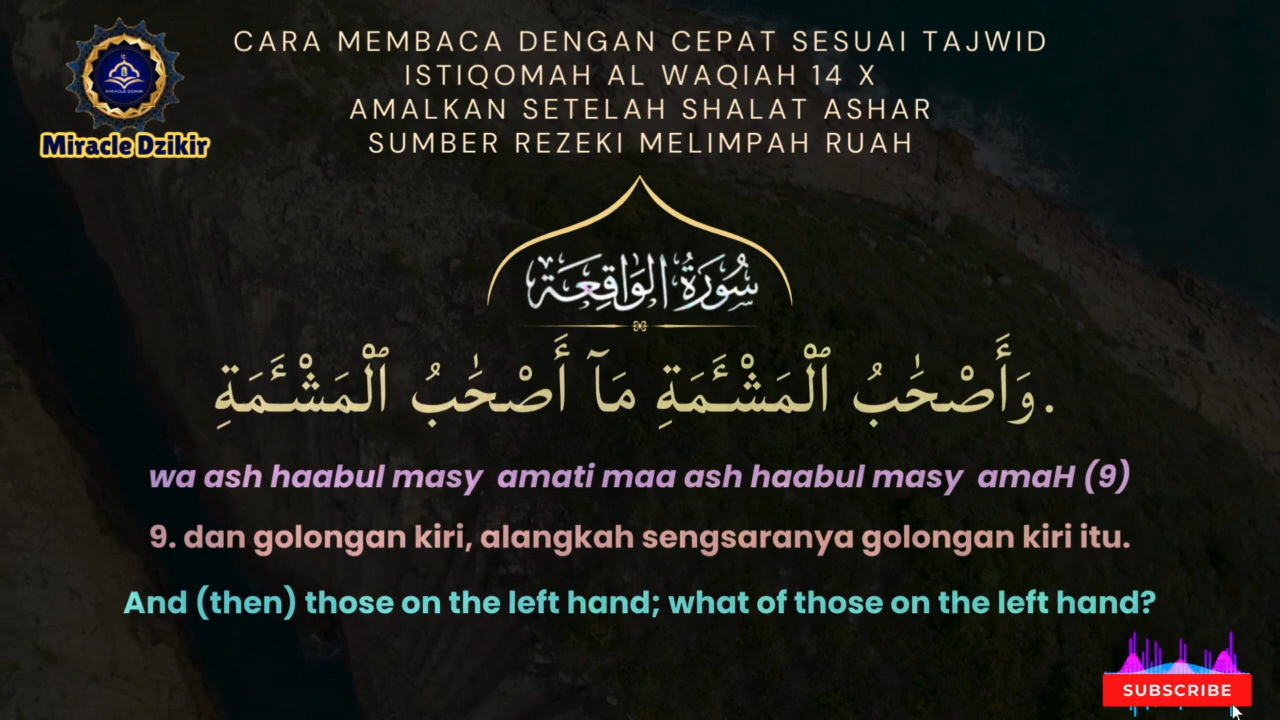 CARA MEMBACA DENGAN CEPAT SESUAI TAJWID
ISTIQOMAH AL WAQIAH 14 X
AMALKAN SETELAH SHALAT ASHAR
SUMBER REZEKI MELIMPAH RUAH
MIRACLE DZIKIR
Miracle Dzikir
سُورَةُ الوَاقِعَة
وَأَصْحَٰبُ ٱلْمَشْـَٔمَةِ مَآ أَصْحَٰبُ ٱلْمَشْـَٔمَةِ.
wa ash haabul masy amati maa ash haabul masy amaH (9)
9. dan golongan kiri, alangkah sengsaranya golongan kiri itu.
And (then) those on the left hand; what of those on the left hand?
SUBSCRIBE